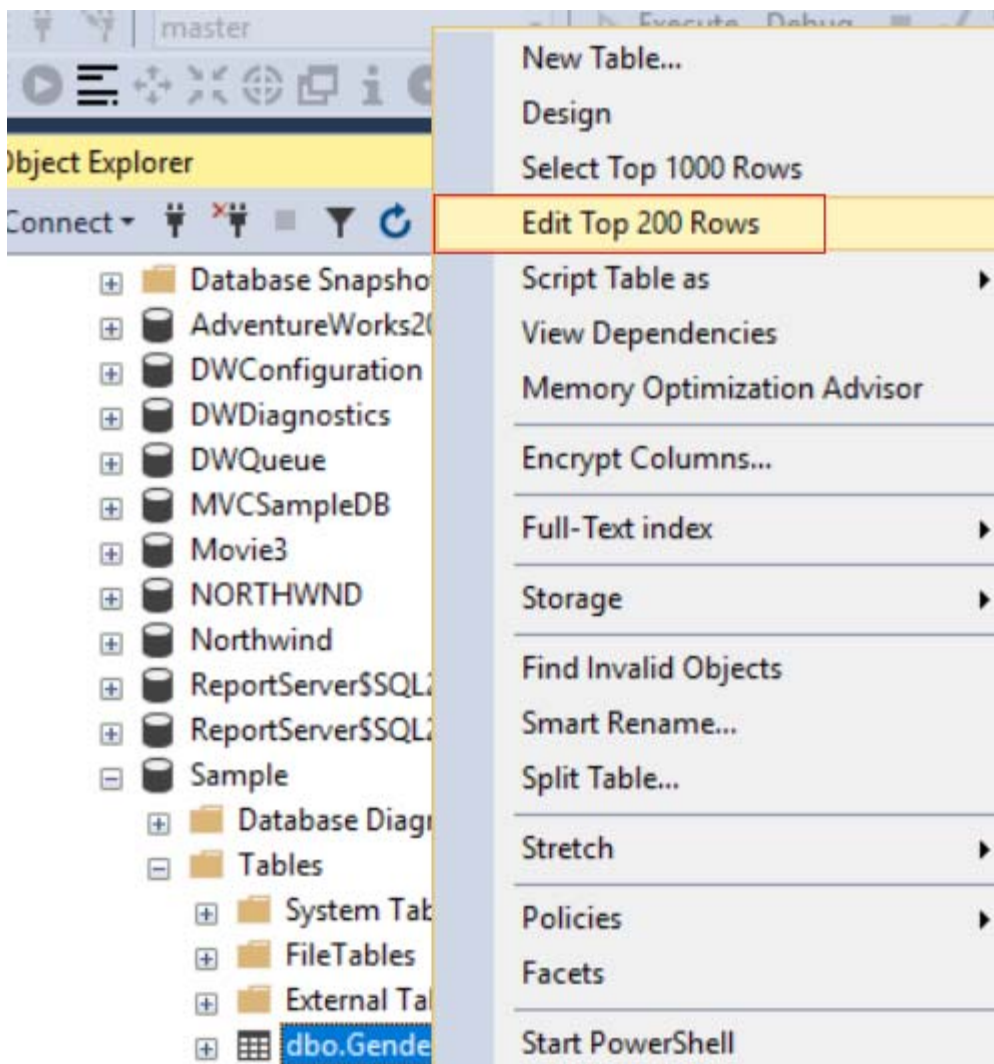 master
Execute Debug
Object Explorer
Connect
Database Snapsho
AdventureWorks20
DWConfiguration
DWDiagnostics
DWQueue
MVCSampleDB
Movie3
NORTHWND
Northwind
ReportServer$SQL2
ReportServer$SQL2
Sample
Database Diagr
Tables
System Tab
FileTables
External Tal
dbo.Gende
New Table...
Design
Select Top 1000 Rows
Edit Top 200 Rows
Script Table as
View Dependencies
Memory Optimization Advisor
Encrypt Columns...
Full-Text index
Storage
Find Invalid Objects
Smart Rename...
Split Table...
Stretch
Policies
Facets
Start PowerShell